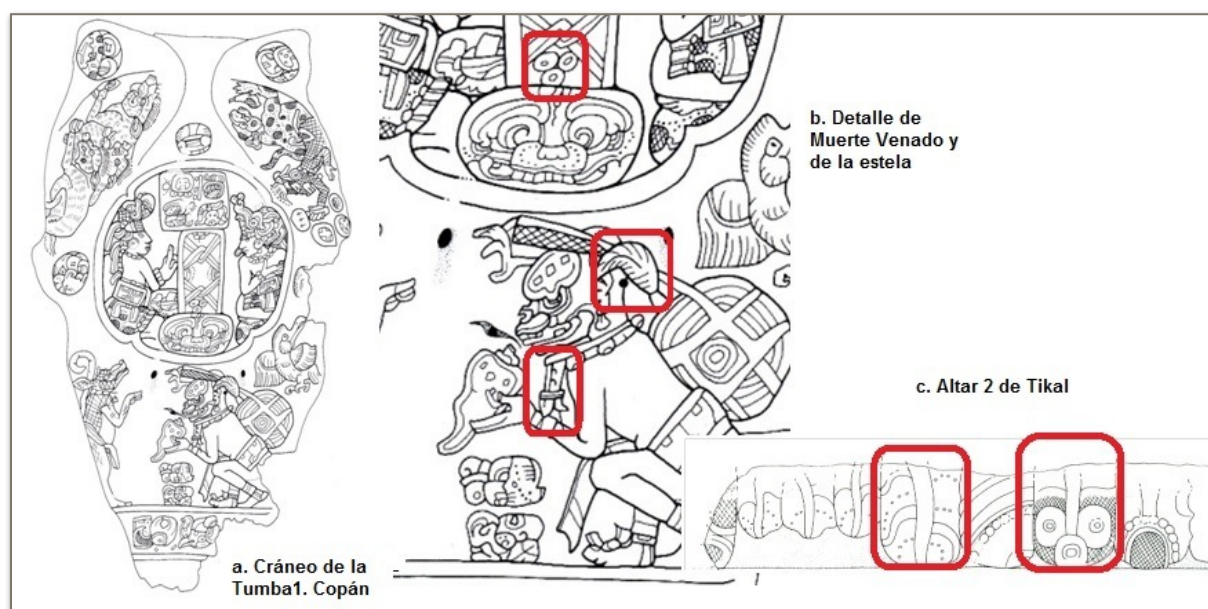 b. Detalle de
Muerte Venado y
de la estela
c. Altar 2 de Tikal
a. Cráneo de la
Tumba1. Copán